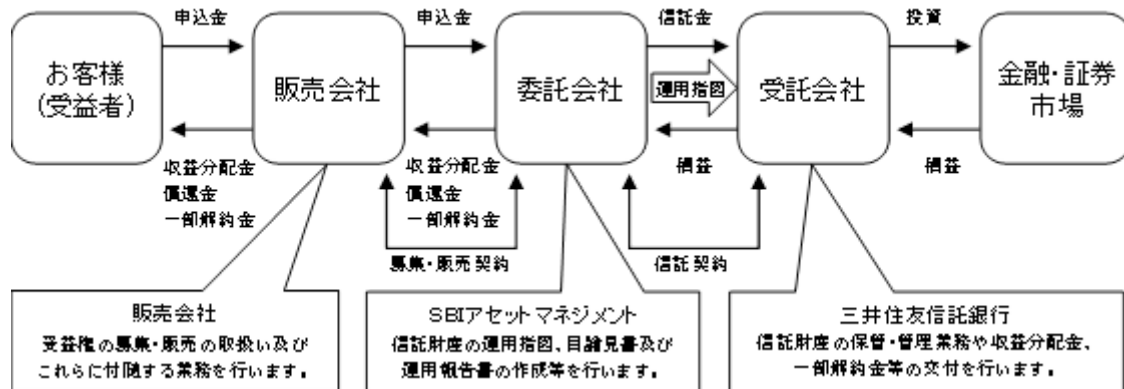 申込金
申込金
信託金
投資
お客様
(受益者)
販売会社
委託会社
運用指図
受託会社
金融・証券
市場
収益分配金
償還金
一部解約金
収益分配金
償還金
一部解約金
損益
損益
募集・販売契約
信託契約
販売会社
受益権の募集・販売の取扱い及び
これらに付随する業務を行います。
SBIアセットマネジメント
信託財産の運用指図、目論見書及び
運用報告書の作成等を行います。
三井住友信託銀行
信託財産の保管・管理業務や収益分配金、
一部解約金等の交付を行います。